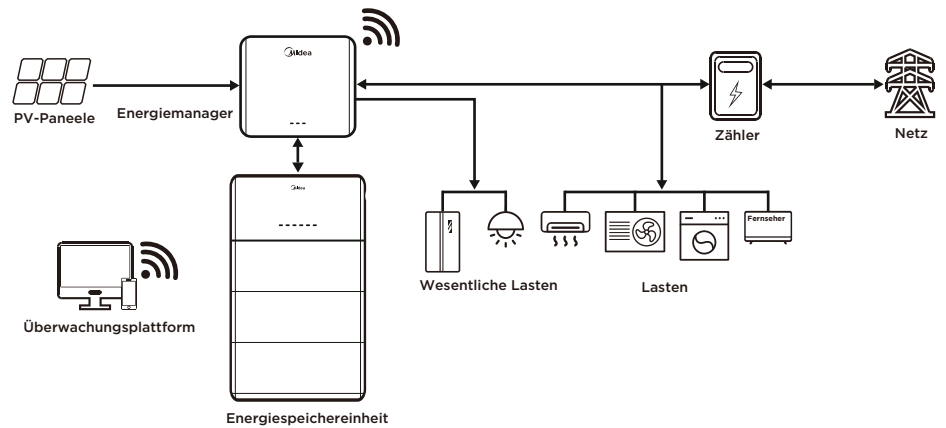 Midea
PV-Paneele
Energiemanager
Zähler
Netz
Midea
Fernseher
Wesentliche Lasten
Lasten
Überwachungsplattform
Energiespeichereinheit